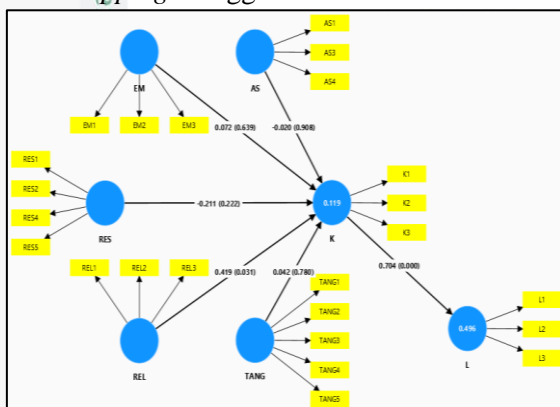 AS1
AS3
AS4
EM
AS
EM1
EM2
EM3
0.072 (0.639)
-0.020 (0.908)
RES1
RES2
RES4
RES5
RES
-0.211 (0.222)
0.119
K
K1
K2
K3
REL1
REL2
REL3
0.419 (0.031)
0.042 (0.780)
0.704 (0.000)
TANG1
TANG2
TANG3
TANG4
TANG5
REL
TANG
0.496
L
L1
L2
L3